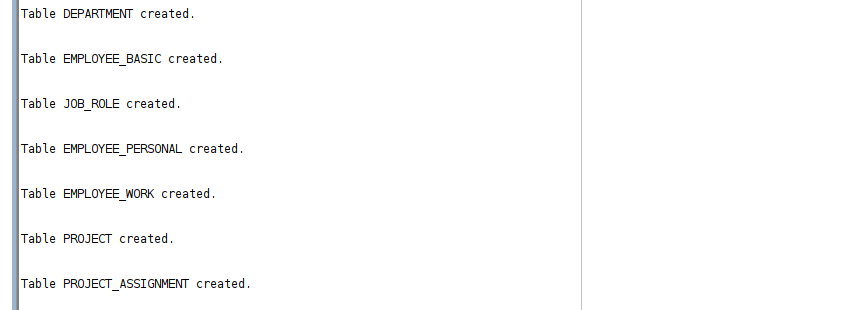 Table DEPARTMENT created.
Table EMPLOYEE_BASIC created.
Table JOB_ROLE created.
Table EMPLOYEE_PERSONAL created.
Table EMPLOYEE_WORK created.
Table PROJECT created.
Table PROJECT_ASSIGNMENT created.